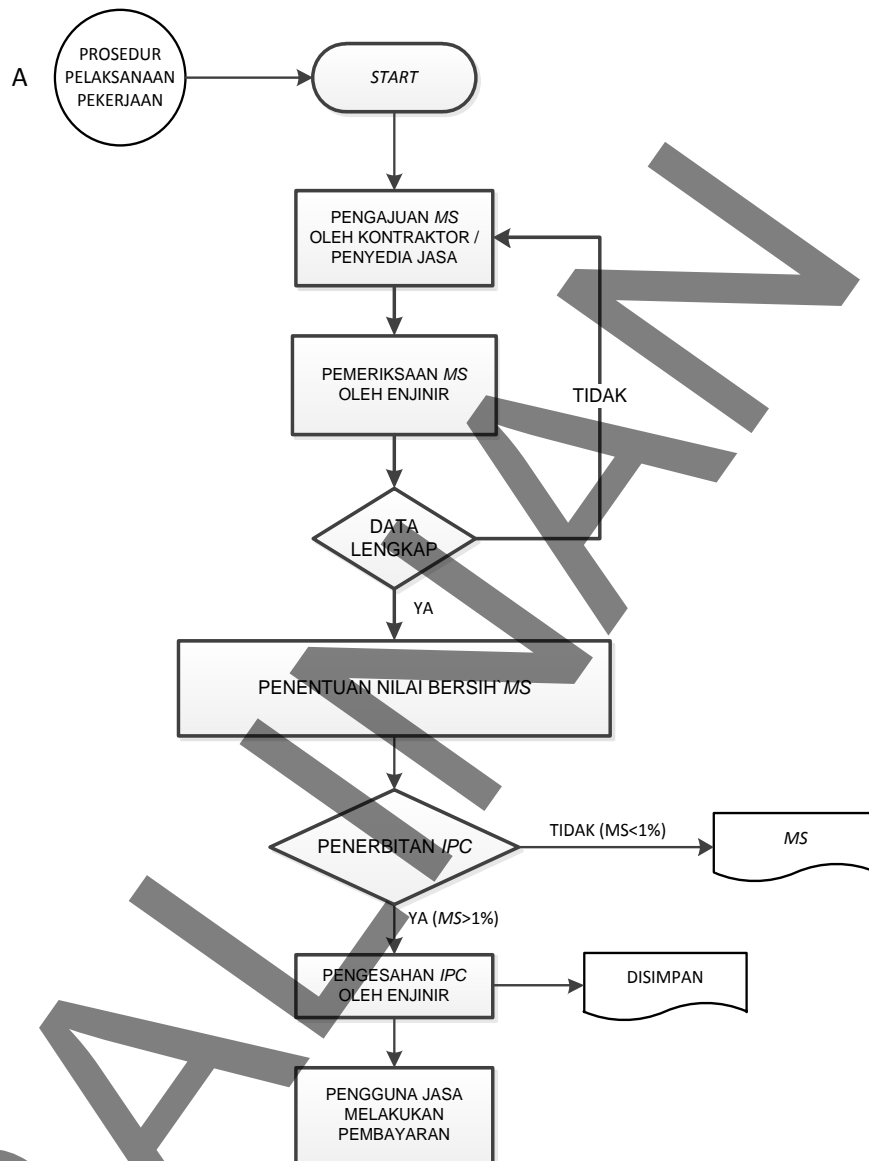 A
PROSEDUR
PELAKSANAAN
PEKERJAAN
START
PENGAJUAN MS
OLEH KONTRAKTOR /
PENYEDIA JASA
PEMERIKSAAN MS
OLEH ENJINIR
TIDAK
DATA
LENGKAP
YA
PENENTUAN NILAI BERSIH` MS
PENERBITAN IPC
TIDAK (MS<1%)
MS
YA (MS>1%)
PENGESAHAN IPC
OLEH ENJINIR
DISIMPAN
PENGGUNA JASA
MELAKUKAN
PEMBAYARAN
ALINAN